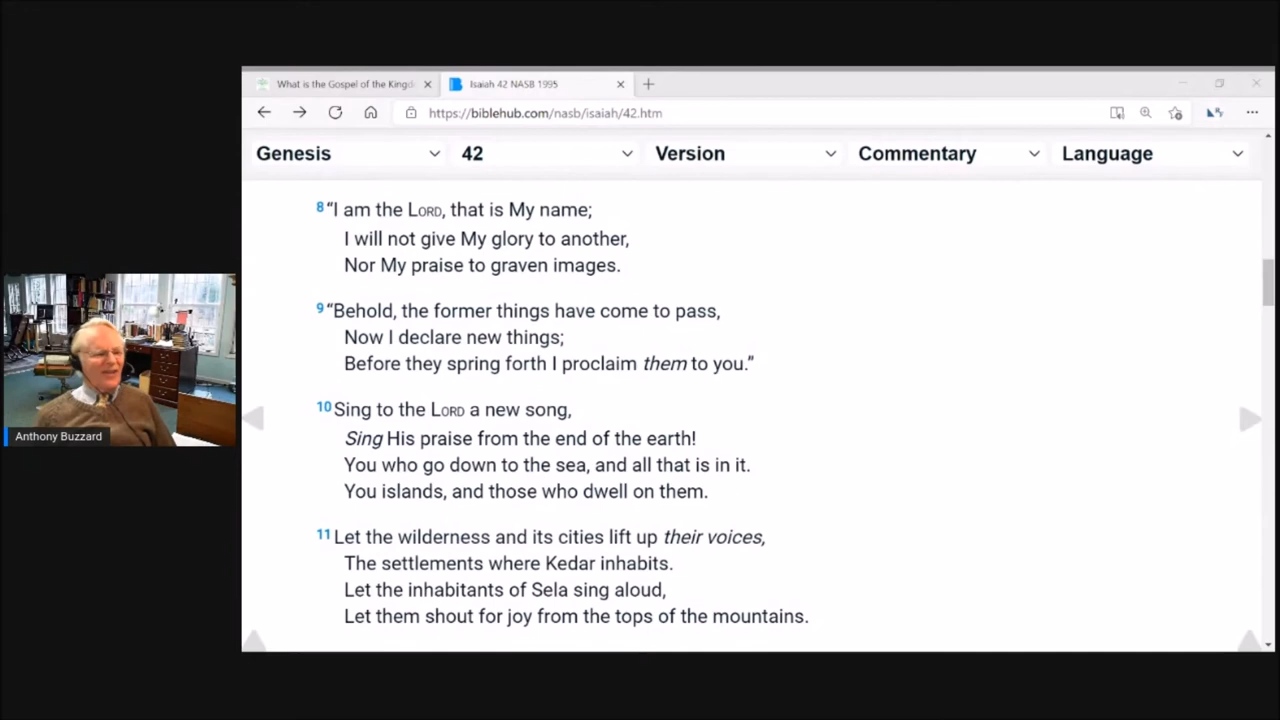 What is the Gospel of the Kingd
Isaiah 42 NASB 1995
https://biblehub.com/nasb/isaiah/42.htm
Genesis 42 Version Commentary Language
8 “I am the LORD, that is My name;
I will not give My glory to another,
Nor My praise to graven images.
9 “Behold, the former things have come to pass,
Now I declare new things;
Before they spring forth I proclaim them to you.”
10 Sing to the LORD a new song,
Sing His praise from the end of the earth!
You who go down to the sea, and all that is in it.
You islands, and those who dwell on them.
11 Let the wilderness and its cities lift up their voices,
The settlements where Kedar inhabits.
Let the inhabitants of Sela sing aloud,
Let them shout for joy from the tops of the mountains.
Anthony Buzzard